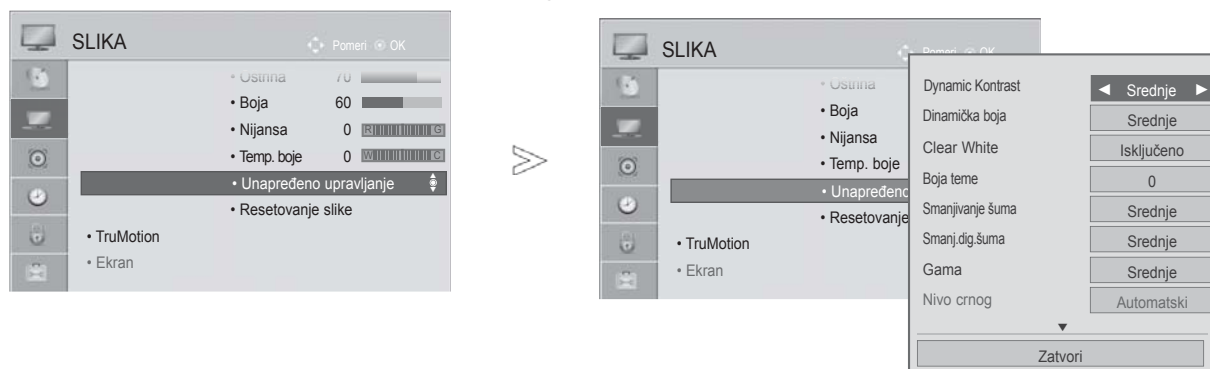 SLIKA
Pomeri OK
• Oštrina 70
• Boja 60
• Nijansa 0 R G
• Temp. boje 0 W C
• Unapređeno upravljanje
• Resetovanje slike
• TruMotion
• Ekran
SLIKA
Pomeri OK
• Oštrina
• Boja
• Nijansa
• Temp. boje
• Unapređeno
• Resetovanje
• TruMotion
• Ekran
Dynamic Kontrast ◄ Srednje ►
Dinamička boja Srednje
Clear White Isključeno
Boja teme 0
Smanjivanje šuma Srednje
Smanj.dig.šuma Srednje
Gama Srednje
Nivo crnog Automatski
▼
Zatvori